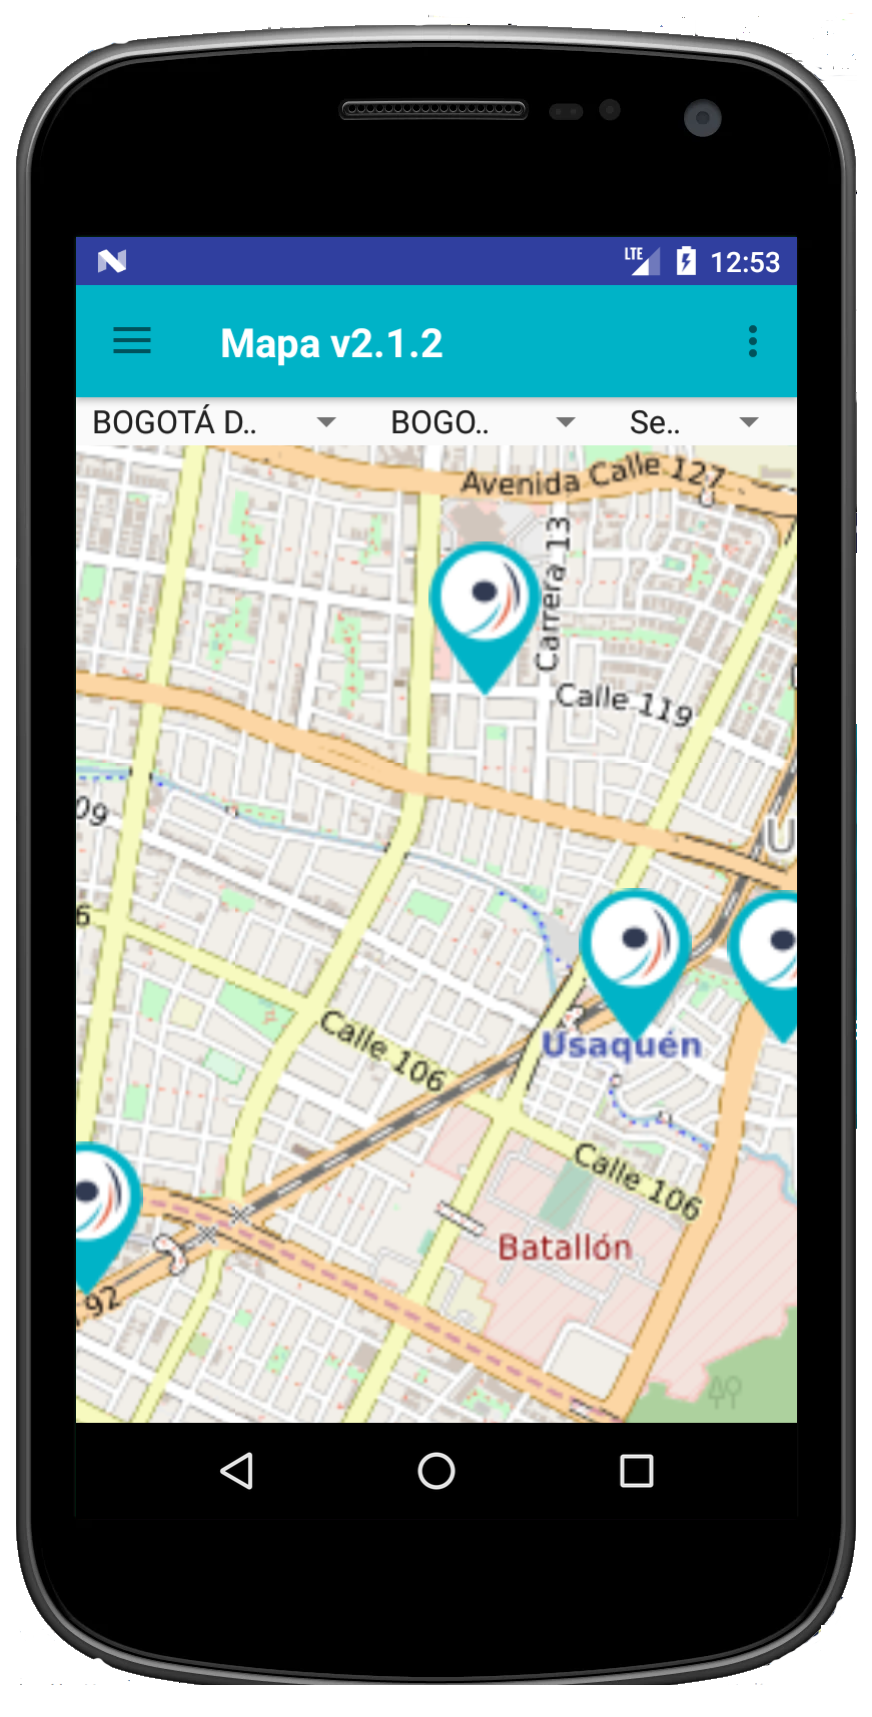 LTE 12:53
Mapa v2.1.2
BOGOTÁ D.. BOGO.. Se..
Avenida Calle 127
Carrera 13
Calle 119
09
U
6
Calle 106
Usaquén
Calle 106
Batallón
92